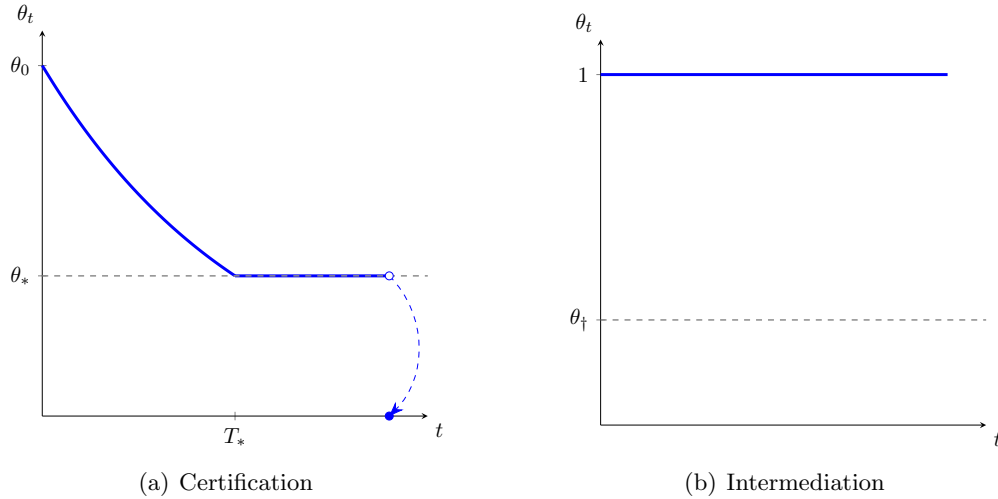 θ_t
θ_0
θ_*
T_*
t
(a) Certification
θ_t
1
θ_†
t
(b) Intermediation